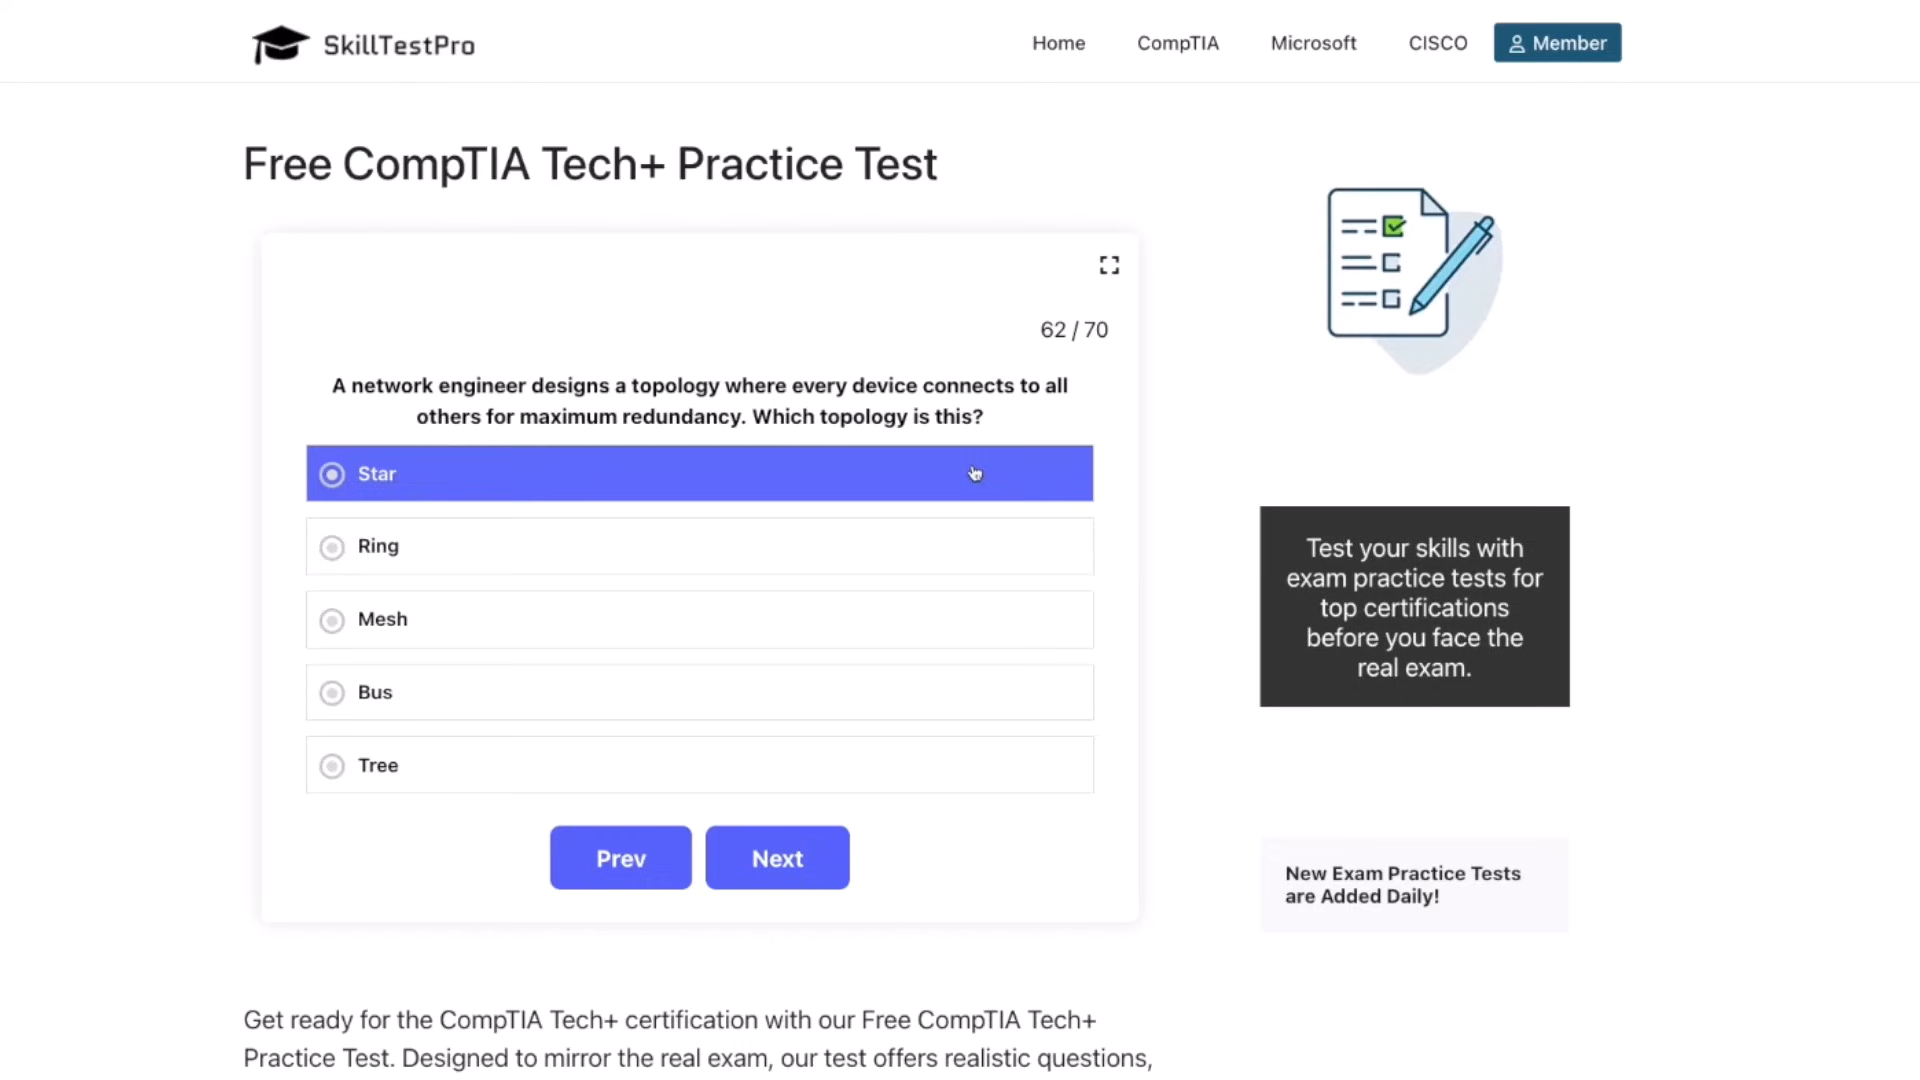 SkillTestPro
Home CompTIA Microsoft CISCO Member
Free CompTIA Tech+ Practice Test
62 / 70
A network engineer designs a topology where every device connects to all
others for maximum redundancy. Which topology is this?
Star
Ring
Mesh
Bus
Tree
Prev Next
Test your skills with
exam practice tests for
top certifications
before you face the
real exam.
New Exam Practice Tests
are Added Daily!
Get ready for the CompTIA Tech+ certification with our Free CompTIA Tech+
Practice Test. Designed to mirror the real exam, our test offers realistic questions,